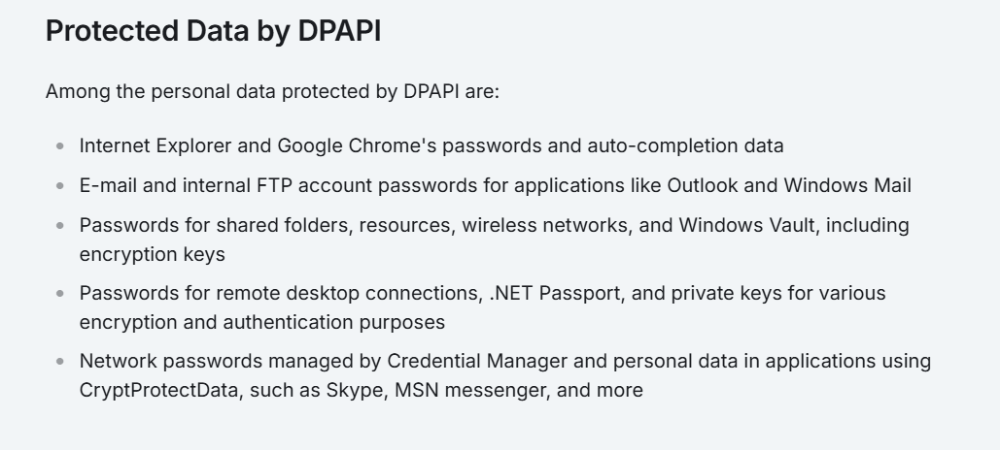 Protected Data by DPAPI
Among the personal data protected by DPAPI are:
Internet Explorer and Google Chrome's passwords and auto-completion data
E-mail and internal FTP account passwords for applications like Outlook and Windows Mail
Passwords for shared folders, resources, wireless networks, and Windows Vault, including
encryption keys
Passwords for remote desktop connections, .NET Passport, and private keys for various
encryption and authentication purposes
Network passwords managed by Credential Manager and personal data in applications using
CryptProtectData, such as Skype, MSN messenger, and more